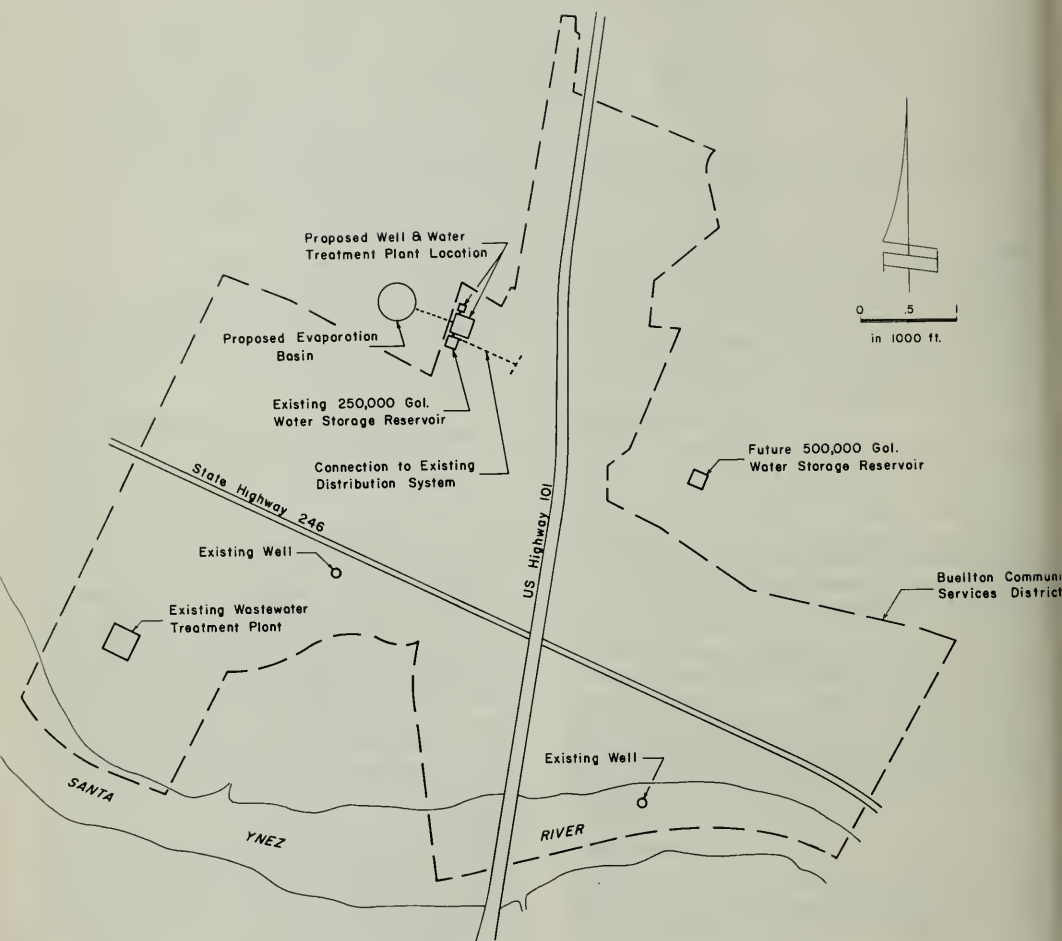 Proposed Well & Water
Treatment Plant Location
Proposed Evaporation
Basin
Existing 250,000 Gal.
Water Storage Reservoir
Connection to Existing
Distribution System
0 .5 1
in 1000 ft.
Future 500,000 Gal.
Water Storage Reservoir
State Highway 246
US Highway 101
Existing Well
Existing Wastewater
Treatment Plant
Buellton Communi
Services District
Existing Well
SANTA
YNEZ
RIVER